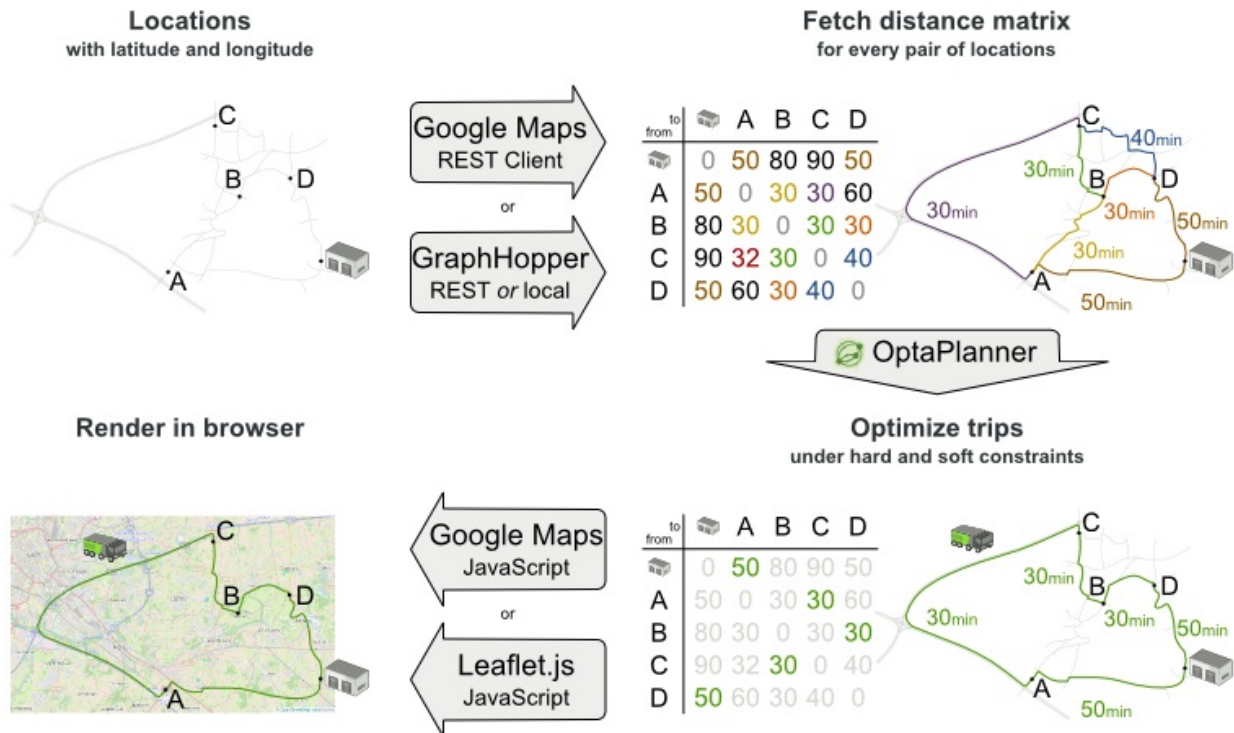 Locations
with latitude and longitude
C
B
D
A
Google Maps
REST Client
or
GraphHopper
REST or local
Fetch distance matrix
for every pair of locations
to
from
A B C D
0 50 80 90 50
A 50 0 30 30 60
B 80 30 0 30 30
C 90 32 30 0 40
D 50 60 30 40 0
C
40min
30min
D
B
30min
30min
50min
30min
A
50min
OptaPlanner
Optimize trips
under hard and soft constraints
to
from
A B C D
0 50 80 90 50
A 50 0 30 30 60
B 80 30 0 30 30
C 90 32 30 0 40
D 50 60 30 40 0
C
30min
D
B
30min
30min
50min
A
50min
Google Maps
JavaScript
or
Leaflet.js
JavaScript
Render in browser
C
B
D
A